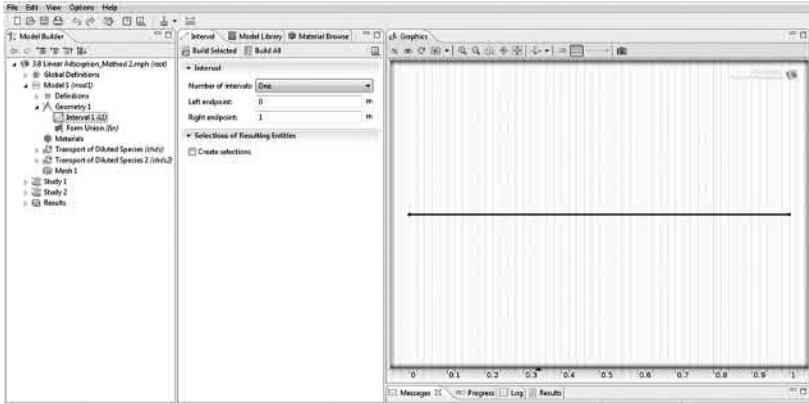 File Edit View Options Help
Model Builder
3.8 Linear Adsorption_Method 2.mph (root)
Global Definitions
Model 1 (mod1)
Definitions
Geometry 1
Interval 1 (i1)
Form Union (fin)
Materials
Transport of Diluted Species (chds)
Transport of Diluted Species 2 (chds2)
Mesh 1
Study 1
Study 2
Results
Interval Model Library Material Browse
Build Selected Build All
Interval
Number of intervals: One
Left endpoint: 0 m
Right endpoint: 1 m
Selections of Resulting Entities
Create selections
Graphics
0 0.1 0.2 0.3 0.4 0.5 0.6 0.7 0.8 0.9 1
Messages Progress Log Results